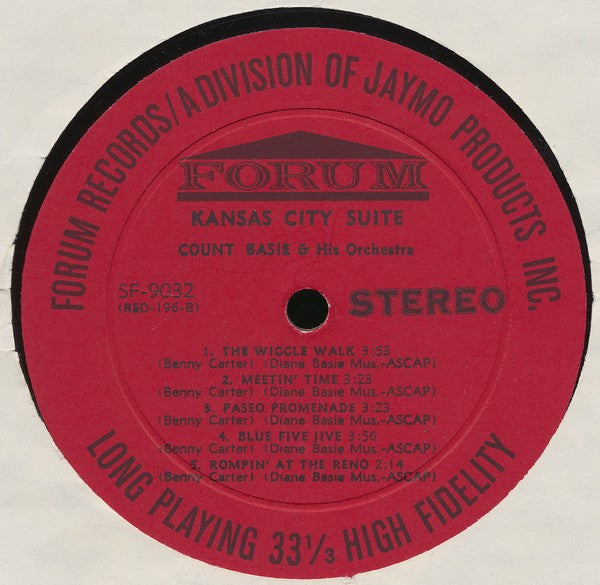 FORUM RECORDS/A DIVISION OF JAYMO PRODUCTS INC.
FORUM
KANSAS CITY SUITE
COUNT BASIE & His Orchestra
SF-9032
(RSD-196-B)
STEREO
1. THE WIGGLE WALK 3:53
(Benny Carter) (Diane Basie Mus.-ASCAP)
2. MEETIN' TIME 3:23
(Benny Carter) (Diane Basie Mus.-ASCAP)
3. PASEO PROMENADE 3:23
(Benny Carter) (Diane Basie Mus.-ASCAP)
4. BLUE FIVE JIVE 3:56
(Benny Carter) (Diane Basie Mus.-ASCAP)
5. ROMPIN' AT THE RENO 2:14
(Benny Carter) (Diane Basie Mus.-ASCAP)
LONG PLAYING 33 1/3 HIGH FIDELITY